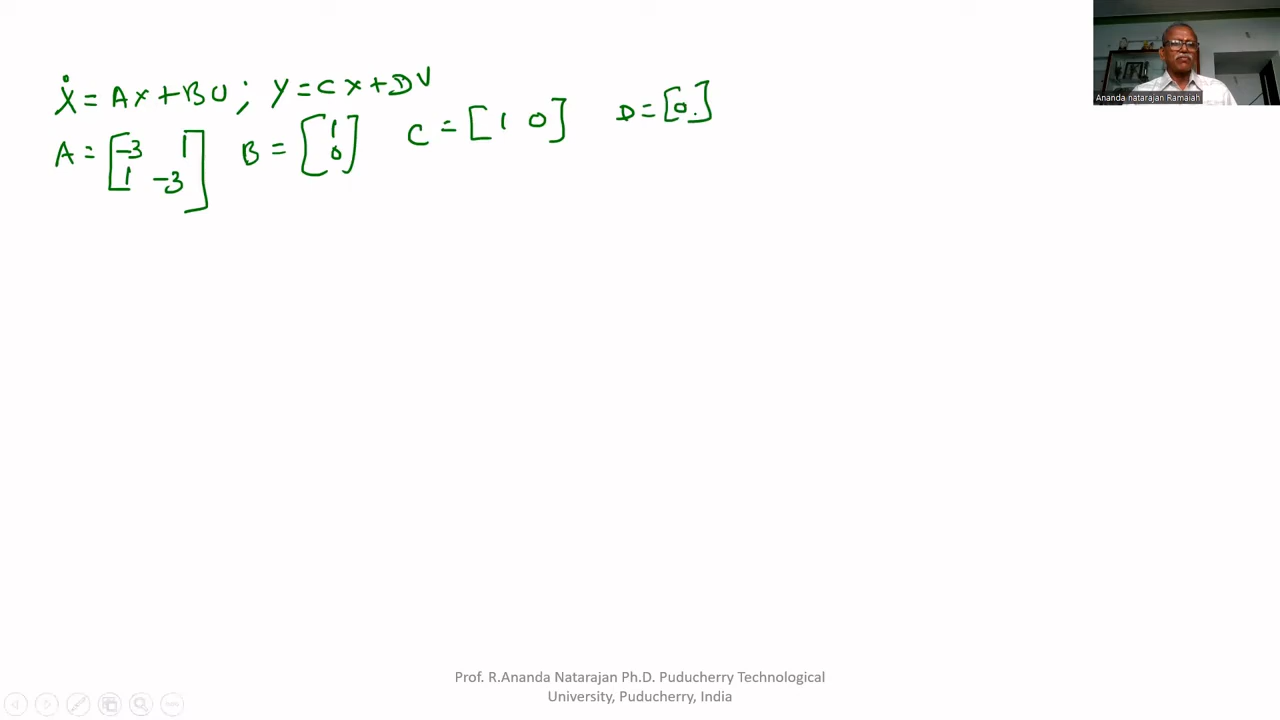 Ẋ = AX + BU ; Y = CX + DU
A = [-3 1
1 -3] B = [1
0] C = [1 0] D = [0.]
Ananda natarajan Ramaiah
Prof. R.Ananda Natarajan Ph.D. Puducherry Technological
University, Puducherry, India